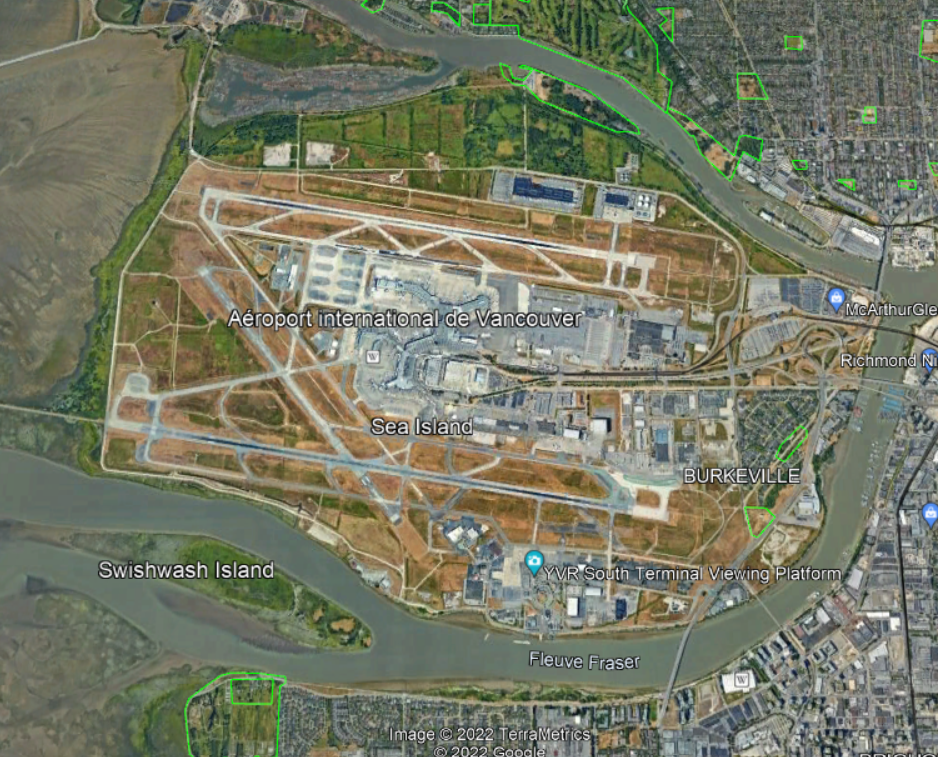 McArthurGle
Aéroport international de Vancouver
W
Richmond Ni
Sea Island
BURKEVILLE
Swishwash Island
YVR South Terminal Viewing Platform
Fleuve Fraser
W
Image © 2022 TerraMetrics
© 2022 Google